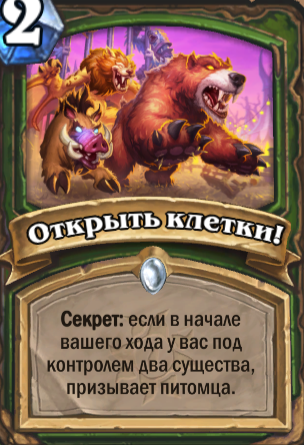 2
Открыть клетки!
Секрет: если в начале
вашего хода у вас под
контролем два существа,
призывает питомца.